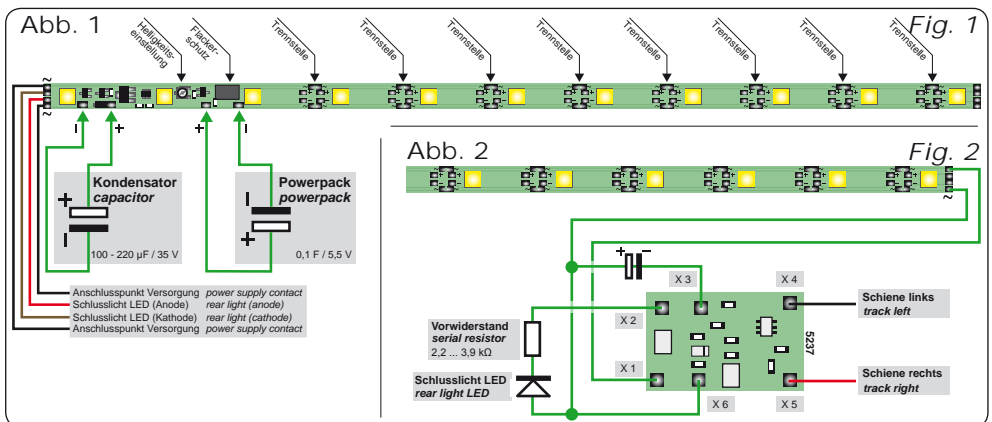 Abb. 1
Fig. 1
Helligkeits-
einstellung
Flacker-
schutz
Trennstelle
Trennstelle
Trennstelle
Trennstelle
Trennstelle
Trennstelle
Trennstelle
Trennstelle
~
~
- + + -
Kondensator
capacitor
+
-
100 - 220 µF / 35 V
Powerpack
powerpack
-
+
0,1 F / 5,5 V
Anschlusspunkt Versorgung power supply contact
Schlusslicht LED (Anode) rear light (anode)
Schlusslicht LED (Kathode) rear light (cathode)
Anschlusspunkt Versorgung power supply contact
Abb. 2
Fig. 2
~
+ -
X 3
X 4
X 2
Schiene links
track left
Vorwiderstand
serial resistor
2,2 ... 3,9 kΩ
5237
X 1
Schlusslicht LED
rear light LED
Schiene rechts
track right
X 6
X 5